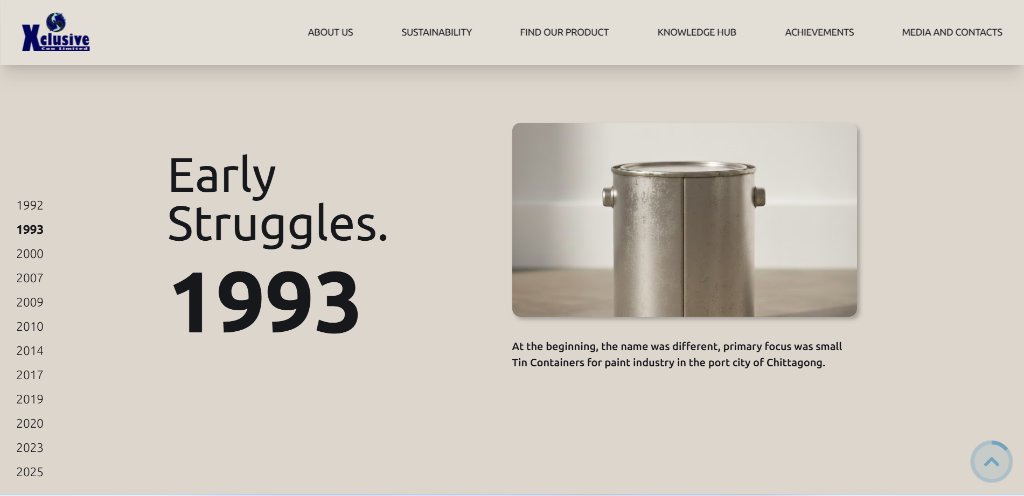 Xclusive
Can Limited
ABOUT US
SUSTAINABILITY
FIND OUR PRODUCT
KNOWLEDGE HUB
ACHIEVEMENTS
MEDIA AND CONTACTS
1992
1993
2000
2007
2009
2010
2014
2017
2019
2020
2023
2025
Early
Struggles.
1993
At the beginning, the name was different, primary focus was small
Tin Containers for paint industry in the port city of Chittagong.